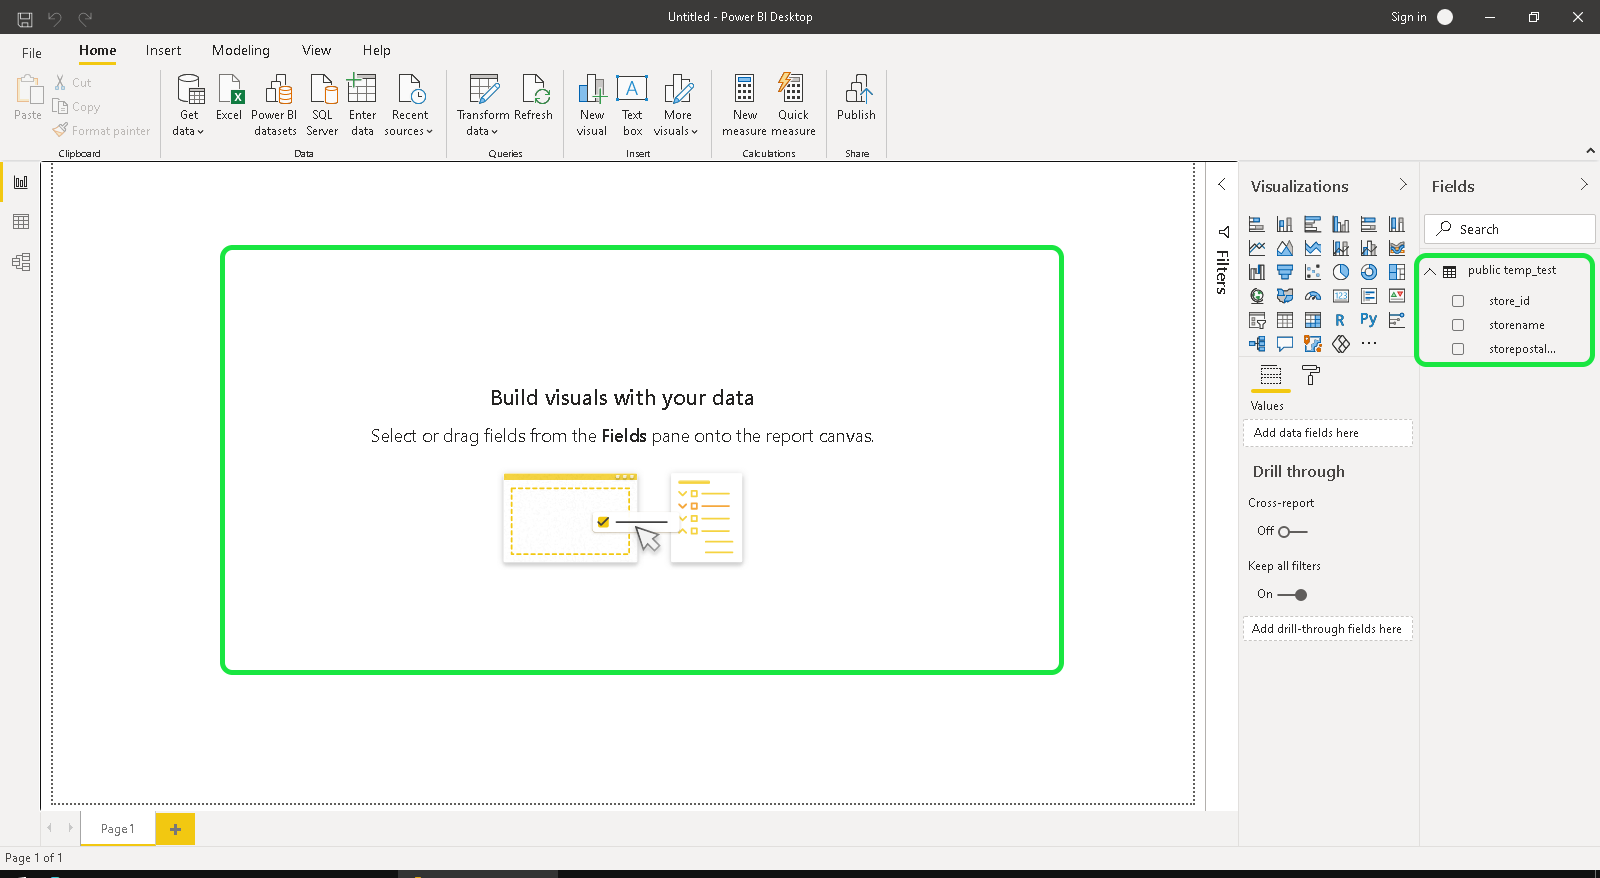 Untitled - Power BI Desktop
Sign in
File
Home
Insert
Modeling
View
Help
Paste
Cut
Copy
Format painter
Clipboard
Get data
Excel
Power BI datasets
SQL Server
Enter data
Recent sources
Data
Transform data
Refresh
Queries
New visual
A
Text box
More visuals
Insert
New measure
Quick measure
Calculations
Publish
Share
Build visuals with your data
Select or drag fields from the Fields pane onto the report canvas.
Filters
Visualizations
123
R
Py
Values
Add data fields here
Drill through
Cross-report
Off
Keep all filters
On
Add drill-through fields here
Fields
Search
public temp_test
store_id
storename
storepostal...
Page1
Page 1 of 1